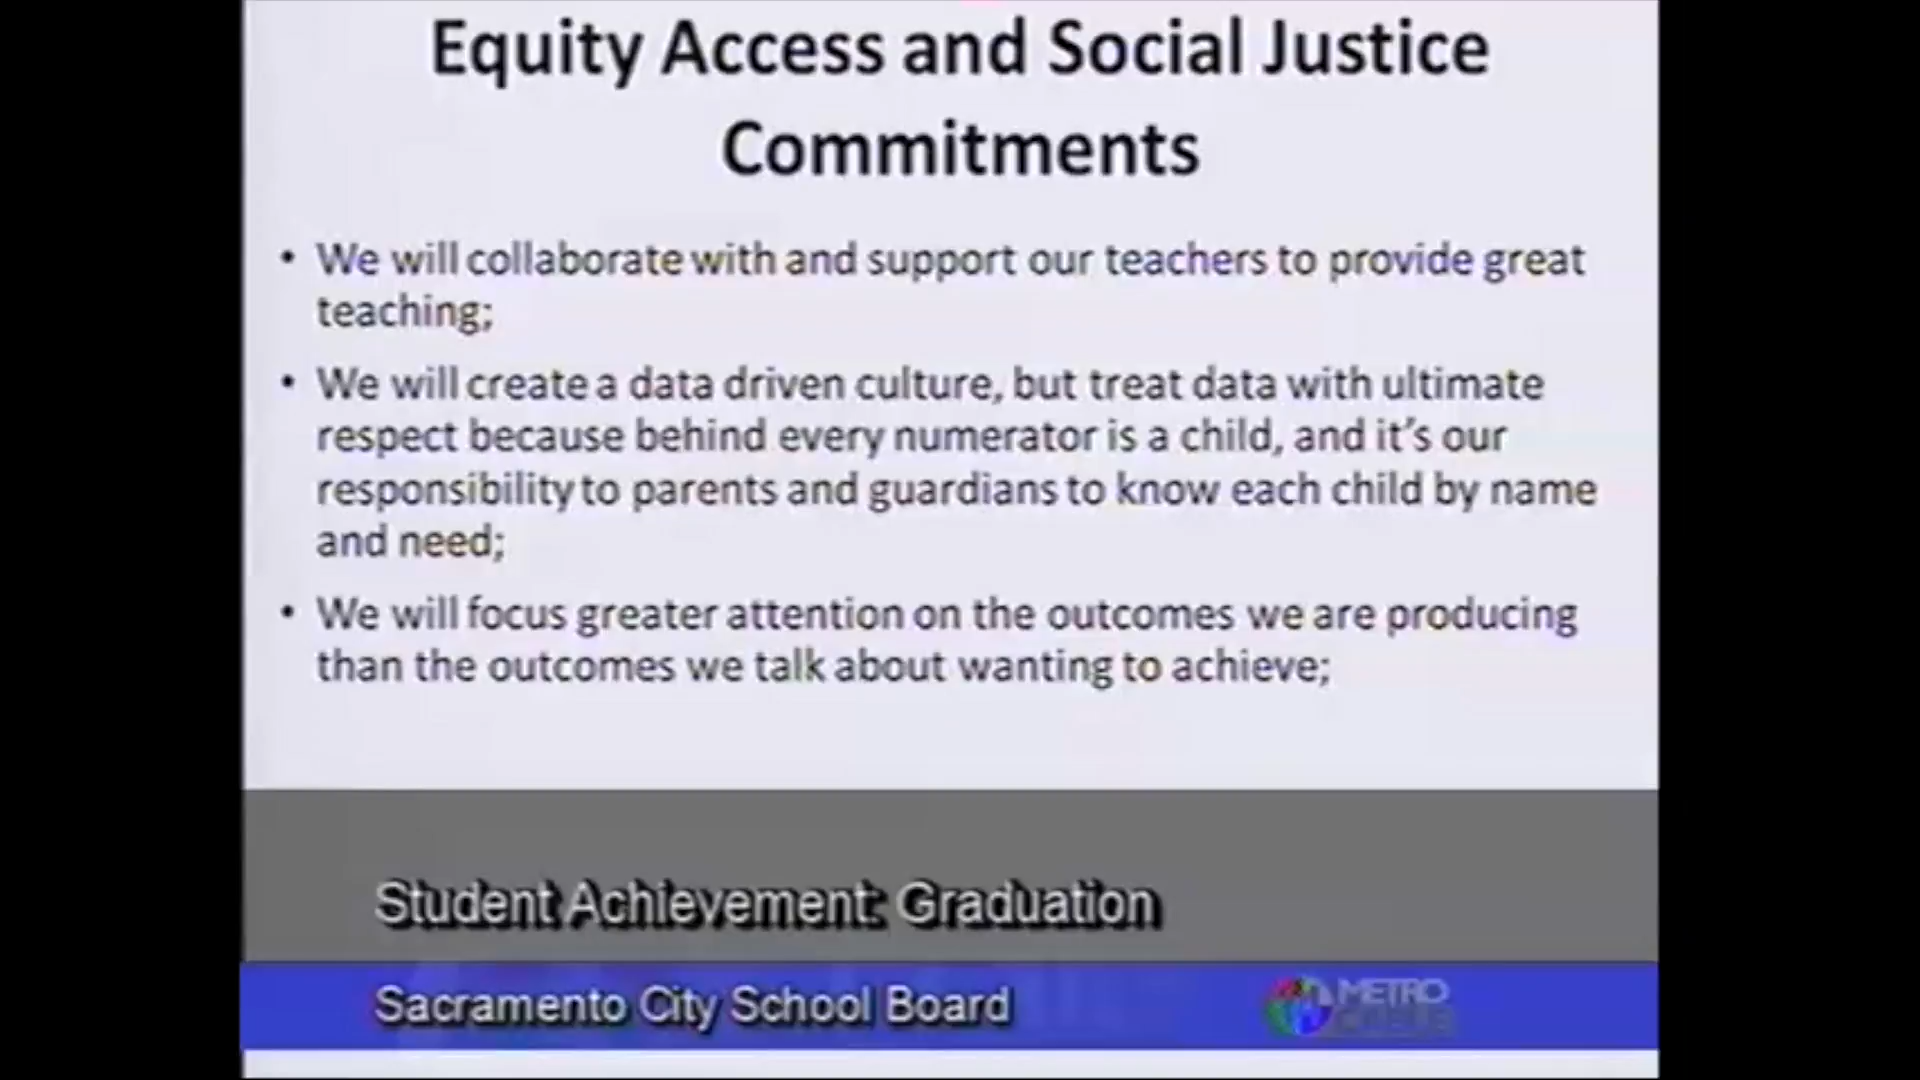 Equity Access and Social Justice
Commitments
• We will collaborate with and support our teachers to provide great
teaching;
• We will create a data driven culture, but treat data with ultimate
respect because behind every numerator is a child, and it's our
responsibility to parents and guardians to know each child by name
and need;
• We will focus greater attention on the outcomes we are producing
than the outcomes we talk about wanting to achieve;
Student Achievement: Graduation
Sacramento City School Board
METRO